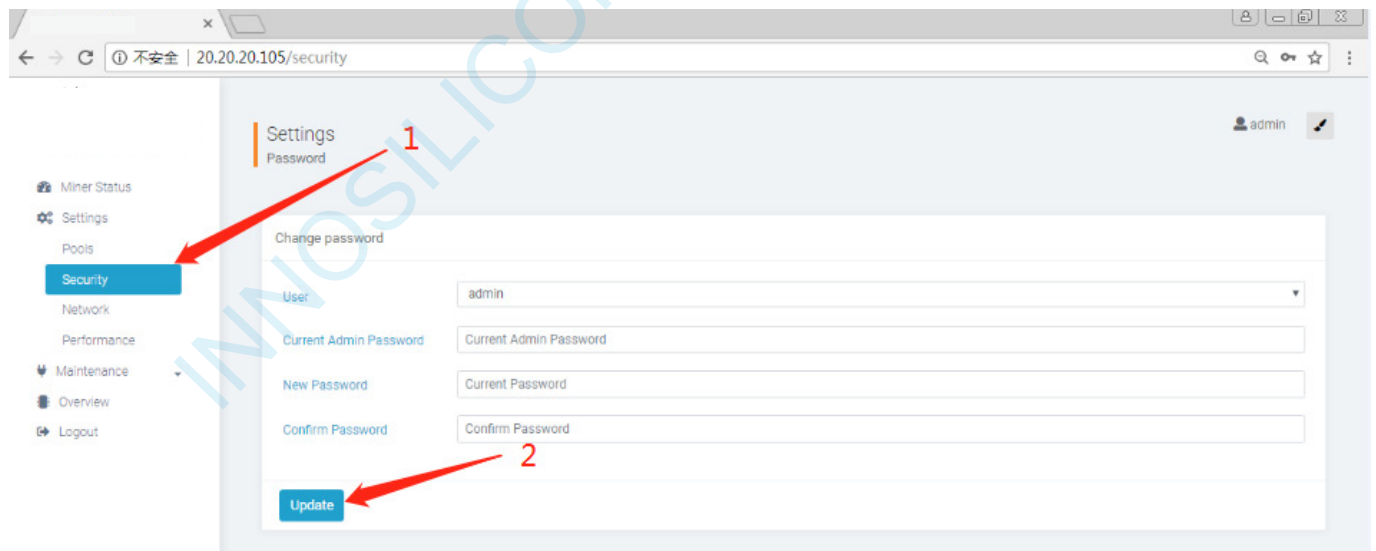 不安全 | 20.20.20.105/security
Settings
Password
1
admin
Miner Status
Settings
Pools
Security
Network
Performance
Maintenance
Overview
Logout
Change password
User
admin
Current Admin Password
Current Admin Password
New Password
Current Password
Confirm Password
Confirm Password
2
Update
INNOSILICON